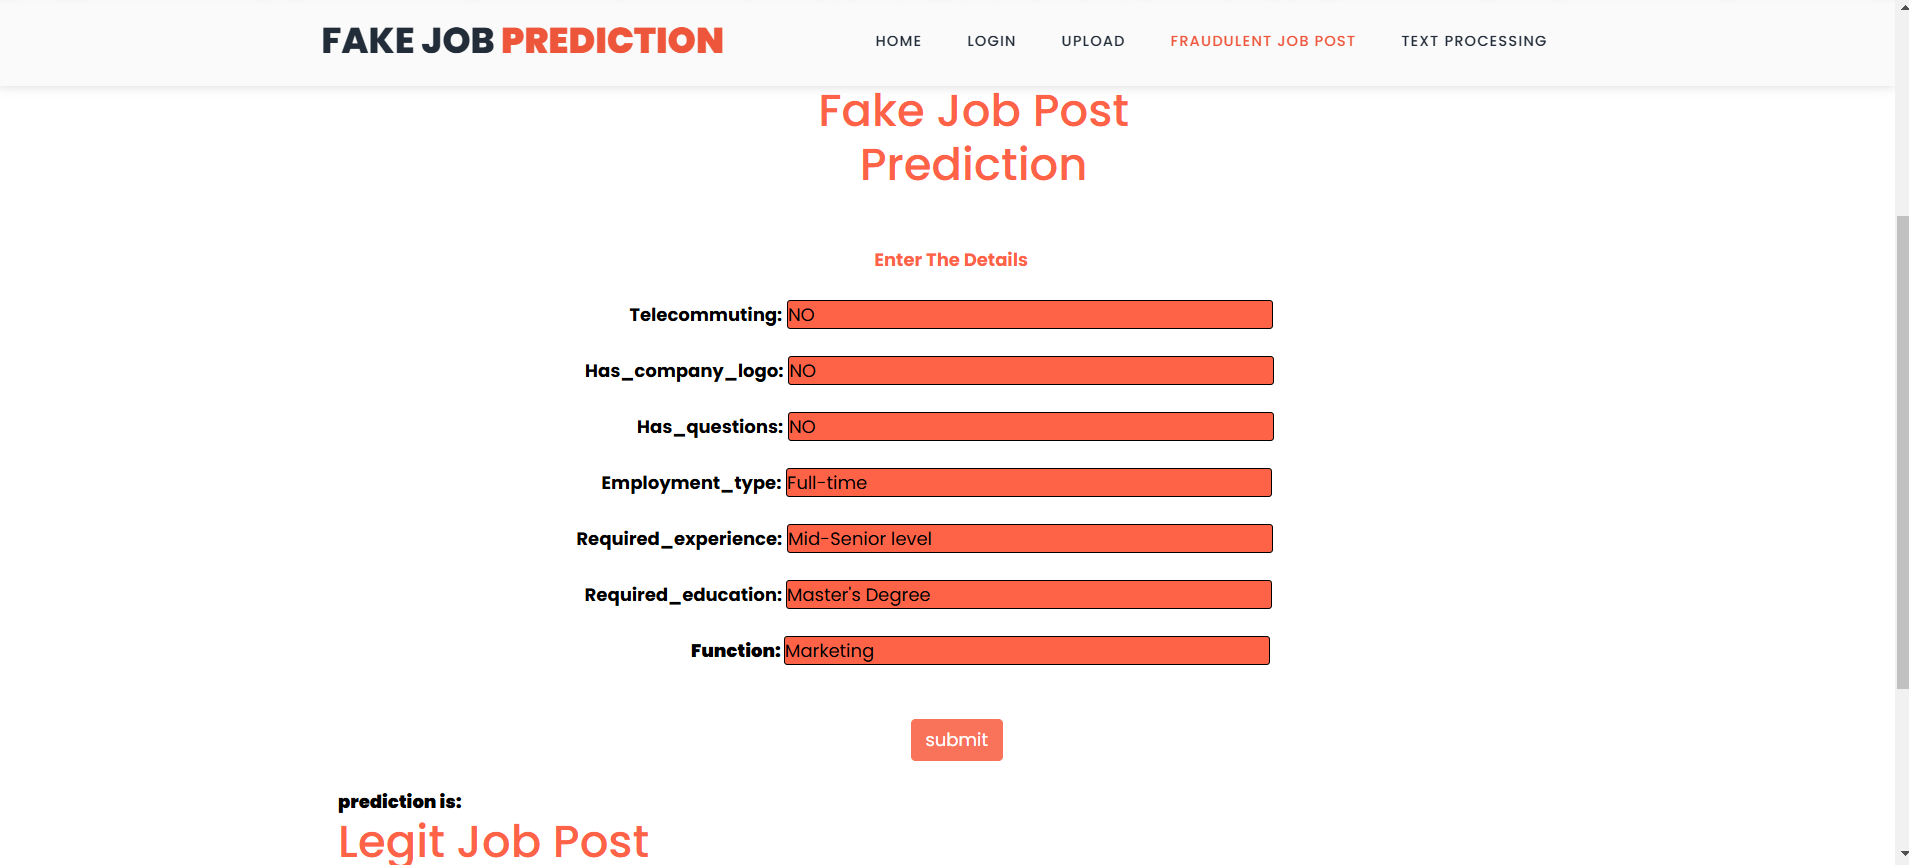 FAKE JOB PREDICTION HOME LOGIN UPLOAD FRAUDULENT JOB POST TEXT PROCESSING
Fake Job Post
Prediction
Enter The Details
Telecommuting: NO
Has_company_logo: NO
Has_questions: NO
Employment_type: Full-time
Required_experience: Mid-Senior level
Required_education: Master's Degree
Function: Marketing
submit
prediction is:
Legit Job Post